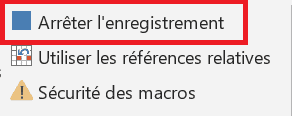 Arrêter l'enregistrement
Utiliser les références relatives
Sécurité des macros